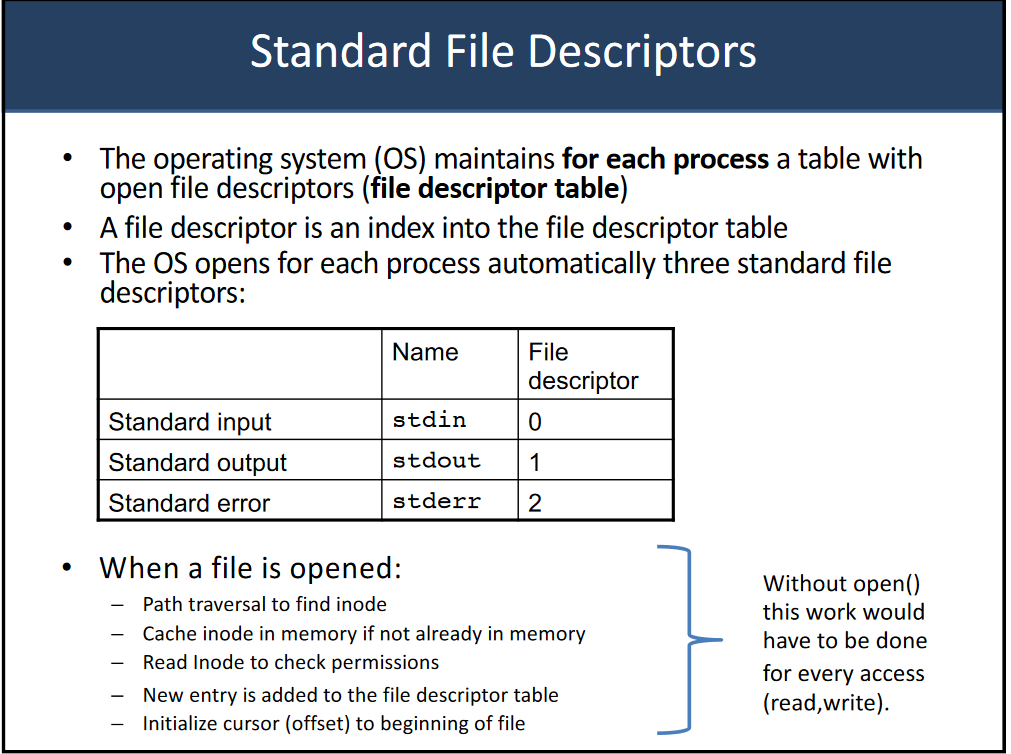 Standard File Descriptors
• The operating system (OS) maintains for each process a table with
open file descriptors (file descriptor table)
• A file descriptor is an index into the file descriptor table
• The OS opens for each process automatically three standard file
descriptors:
Name File
descriptor
Standard input stdin 0
Standard output stdout 1
Standard error stderr 2
• When a file is opened:
– Path traversal to find inode
– Cache inode in memory if not already in memory
– Read Inode to check permissions
– New entry is added to the file descriptor table
– Initialize cursor (offset) to beginning of file
Without open()
this work would
have to be done
for every access
(read,write).